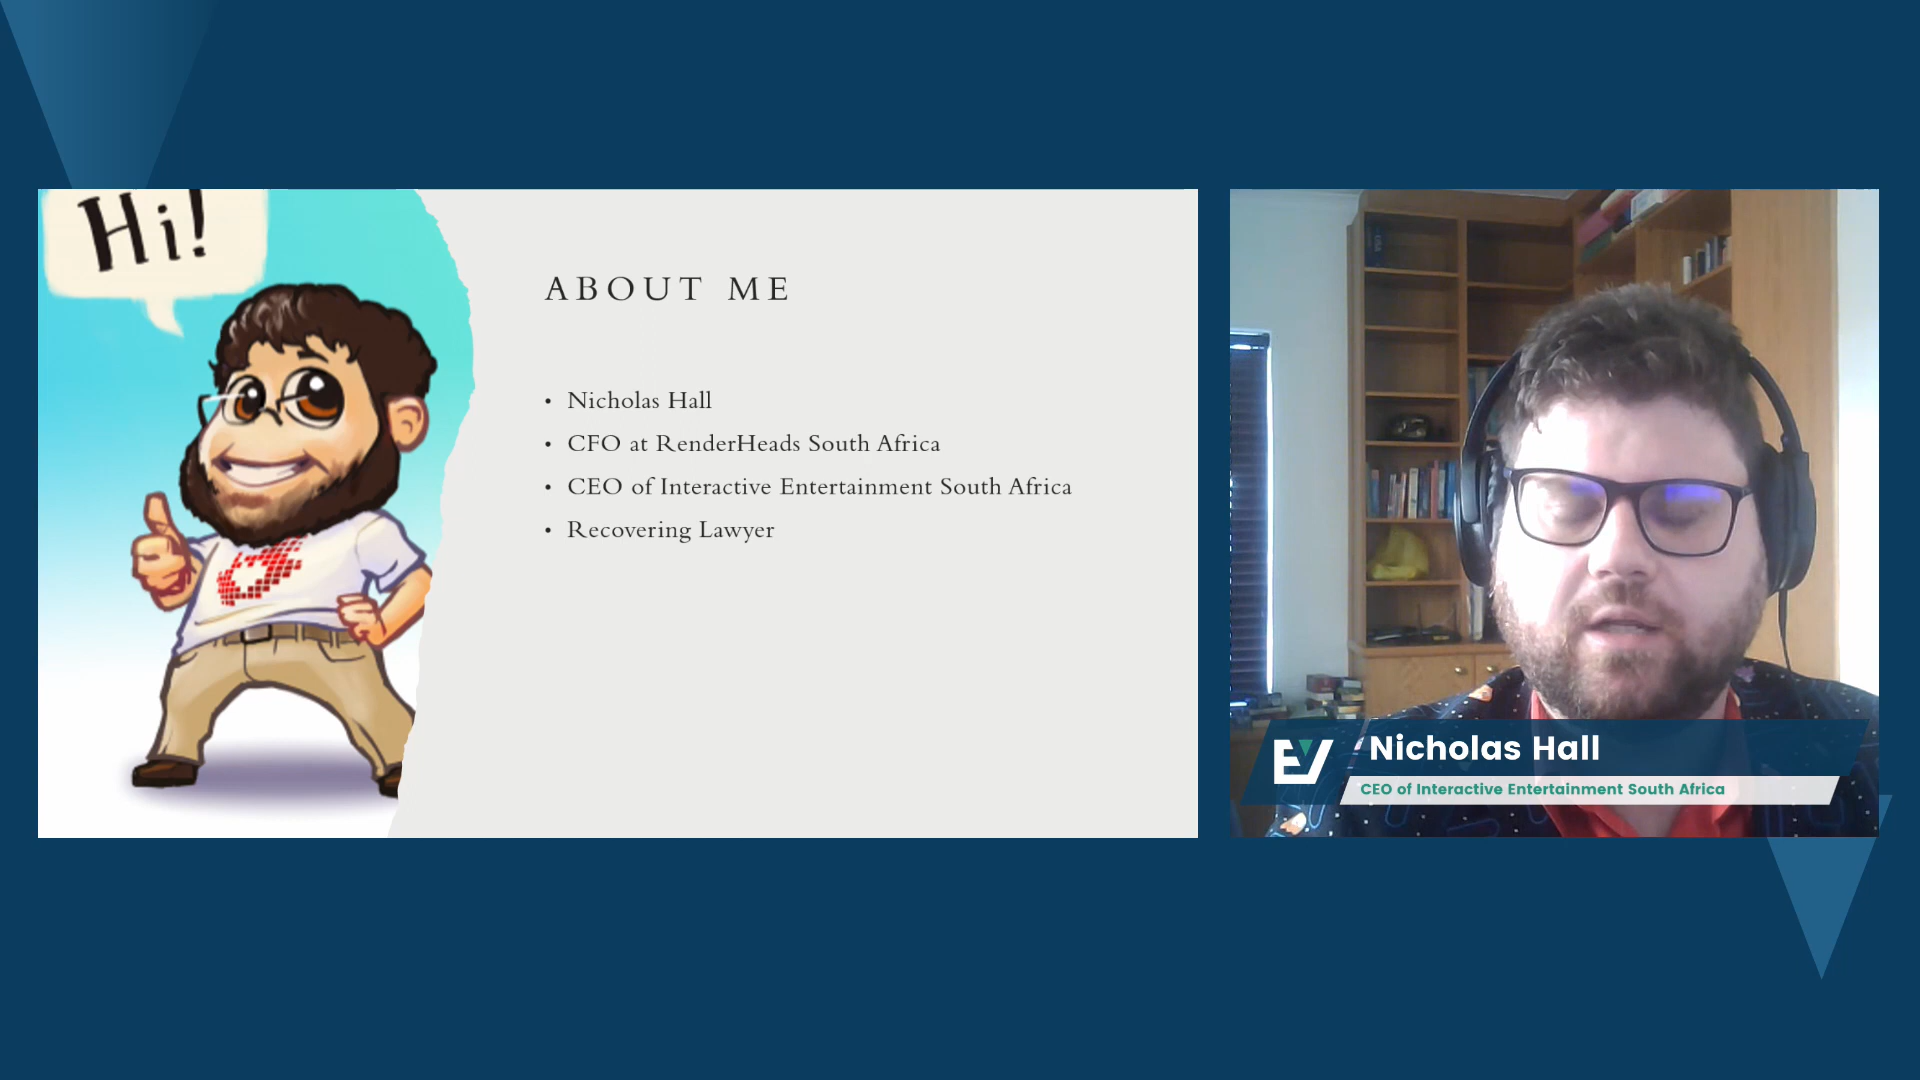 Hi!
ABOUT ME
• Nicholas Hall
• CFO at RenderHeads South Africa
• CEO of Interactive Entertainment South Africa
• Recovering Lawyer
EV Nicholas Hall
CEO of Interactive Entertainment South Africa